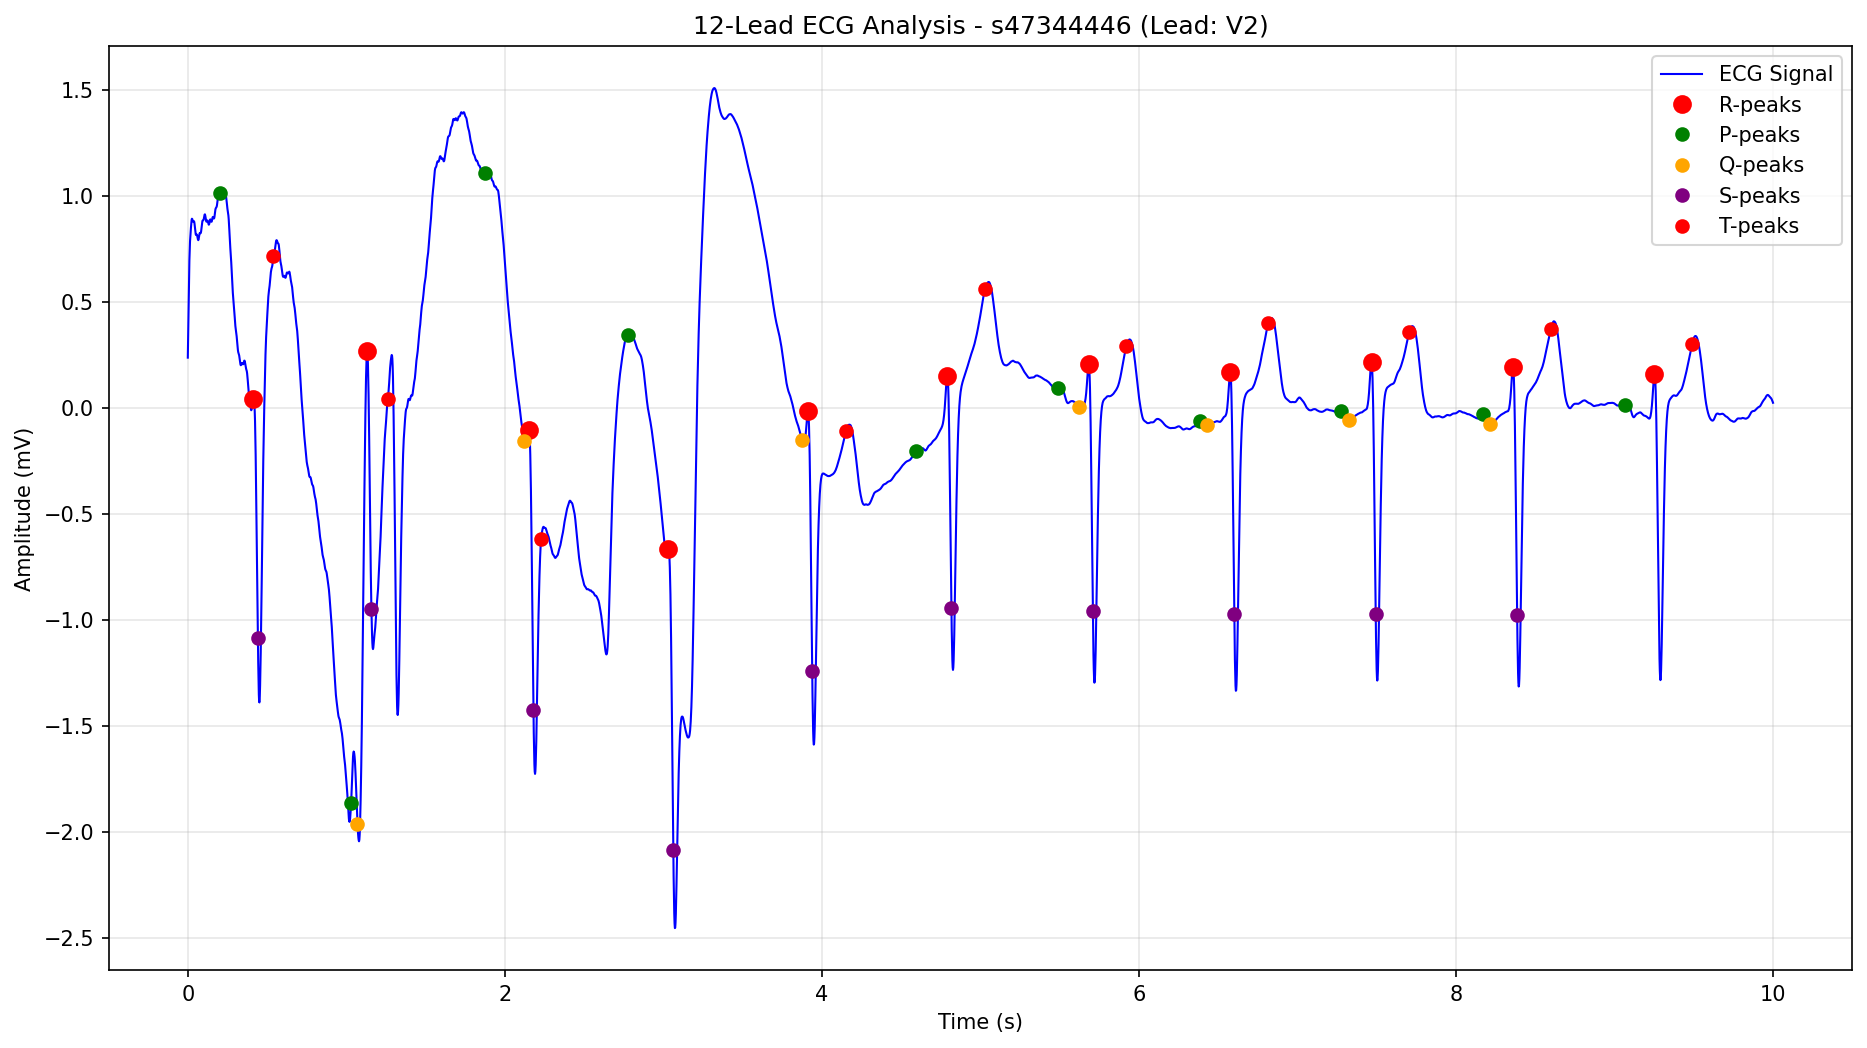 12-Lead ECG Analysis - s47344446 (Lead: V2)
ECG Signal
R-peaks
P-peaks
Q-peaks
S-peaks
T-peaks
Amplitude (mV)
1.5
1.0
0.5
0.0
−0.5
−1.0
−1.5
−2.0
−2.5
0 2 4 6 8 10
Time (s)